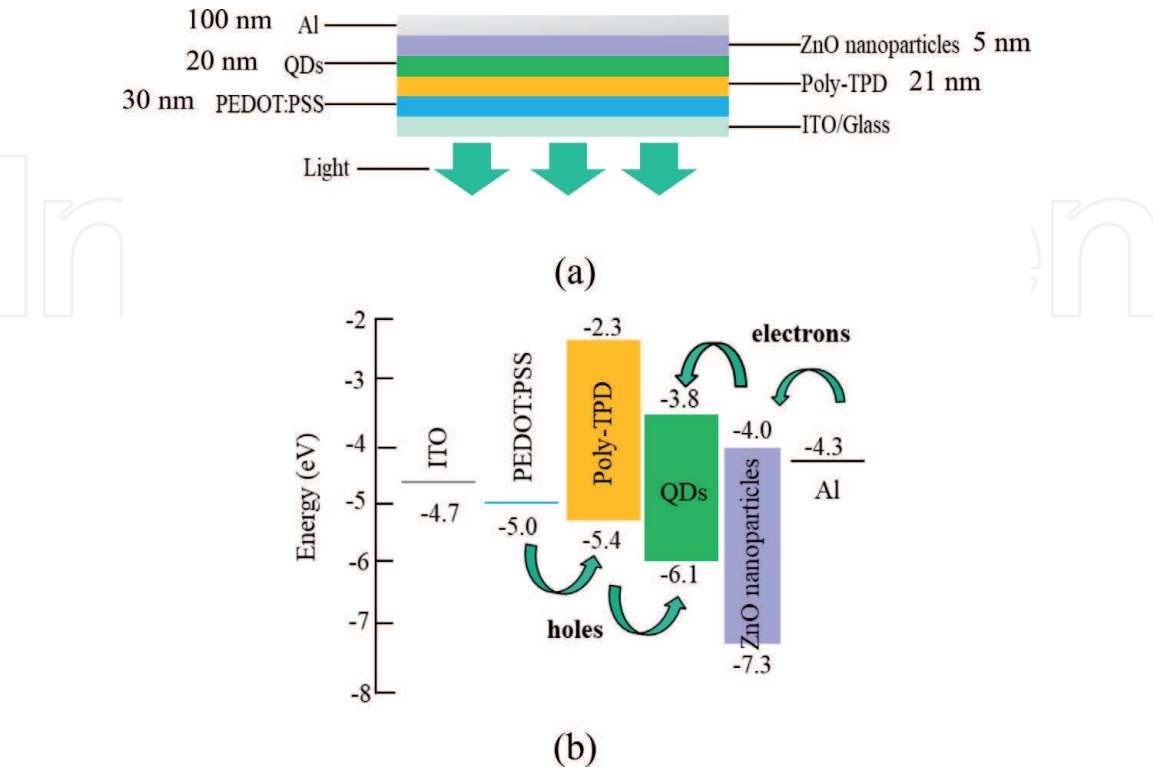 100 nm Al
ZnO nanoparticles 5 nm
20 nm QDs
Poly-TPD 21 nm
30 nm PEDOT:PSS
ITO/Glass
Light
(a)
Energy (eV)
-2
-3
-4
-5
-6
-7
-8
ITO
-4.7
PEDOT:PSS
-5.0
-2.3
Poly-TPD
-5.4
-3.8
QDs
-6.1
-4.0
ZnO nanoparticles
-7.3
-4.3
Al
electrons
holes
(b)